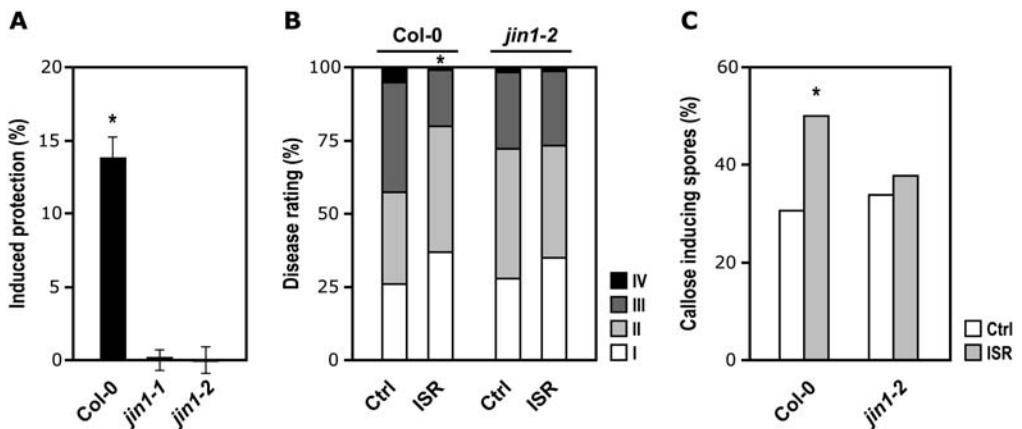 A
Induced protection (%)
20
15
10
5
0
*
Col-0
jin1-1
jin1-2
B
Col-0
jin1-2
*
Disease rating (%)
100
75
50
25
0
Ctrl
ISR
Ctrl
ISR
IV
III
II
I
C
Callose inducing spores (%)
60
40
20
0
*
Col-0
jin1-2
Ctrl
ISR